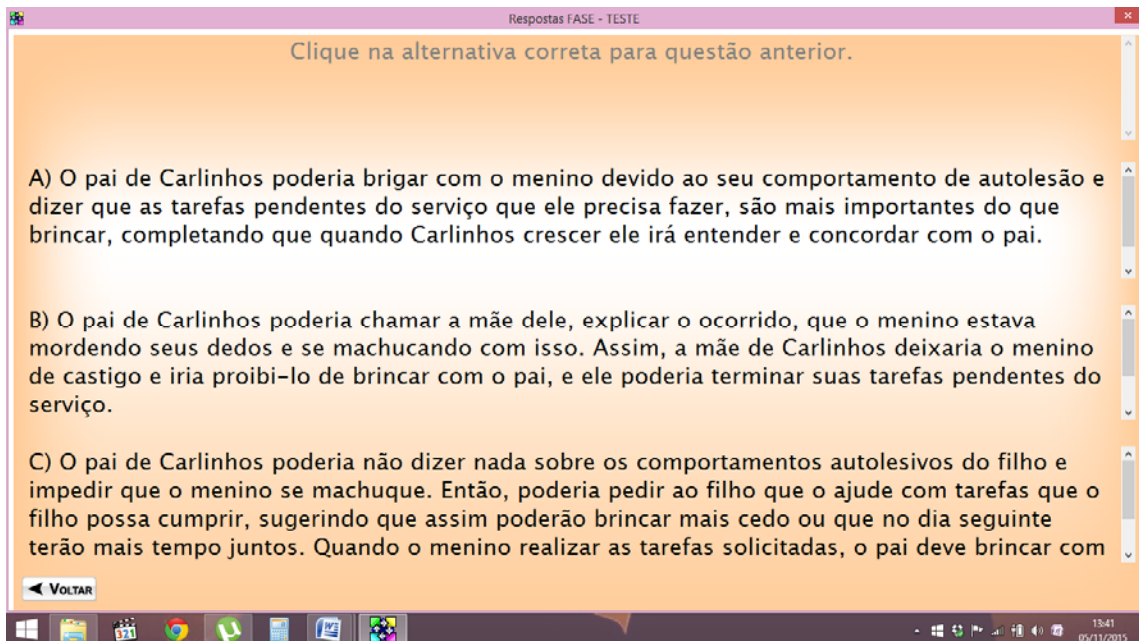 Respostas FASE - TESTE
Clique na alternativa correta para questão anterior.
A) O pai de Carlinhos poderia brigar com o menino devido ao seu comportamento de autolesão e
dizer que as tarefas pendentes do serviço que ele precisa fazer, são mais importantes do que
brincar, completando que quando Carlinhos crescer ele irá entender e concordar com o pai.
B) O pai de Carlinhos poderia chamar a mãe dele, explicar o ocorrido, que o menino estava
mordendo seus dedos e se machucando com isso. Assim, a mãe de Carlinhos deixaria o menino
de castigo e iria proibi-lo de brincar com o pai, e ele poderia terminar suas tarefas pendentes do
serviço.
C) O pai de Carlinhos poderia não dizer nada sobre os comportamentos autolesivos do filho e
impedir que o menino se machuque. Então, poderia pedir ao filho que o ajude com tarefas que o
filho possa cumprir, sugerindo que assim poderão brincar mais cedo ou que no dia seguinte
terão mais tempo juntos. Quando o menino realizar as tarefas solicitadas, o pai deve brincar com
VOLTAR
321
13:41
05/11/2015